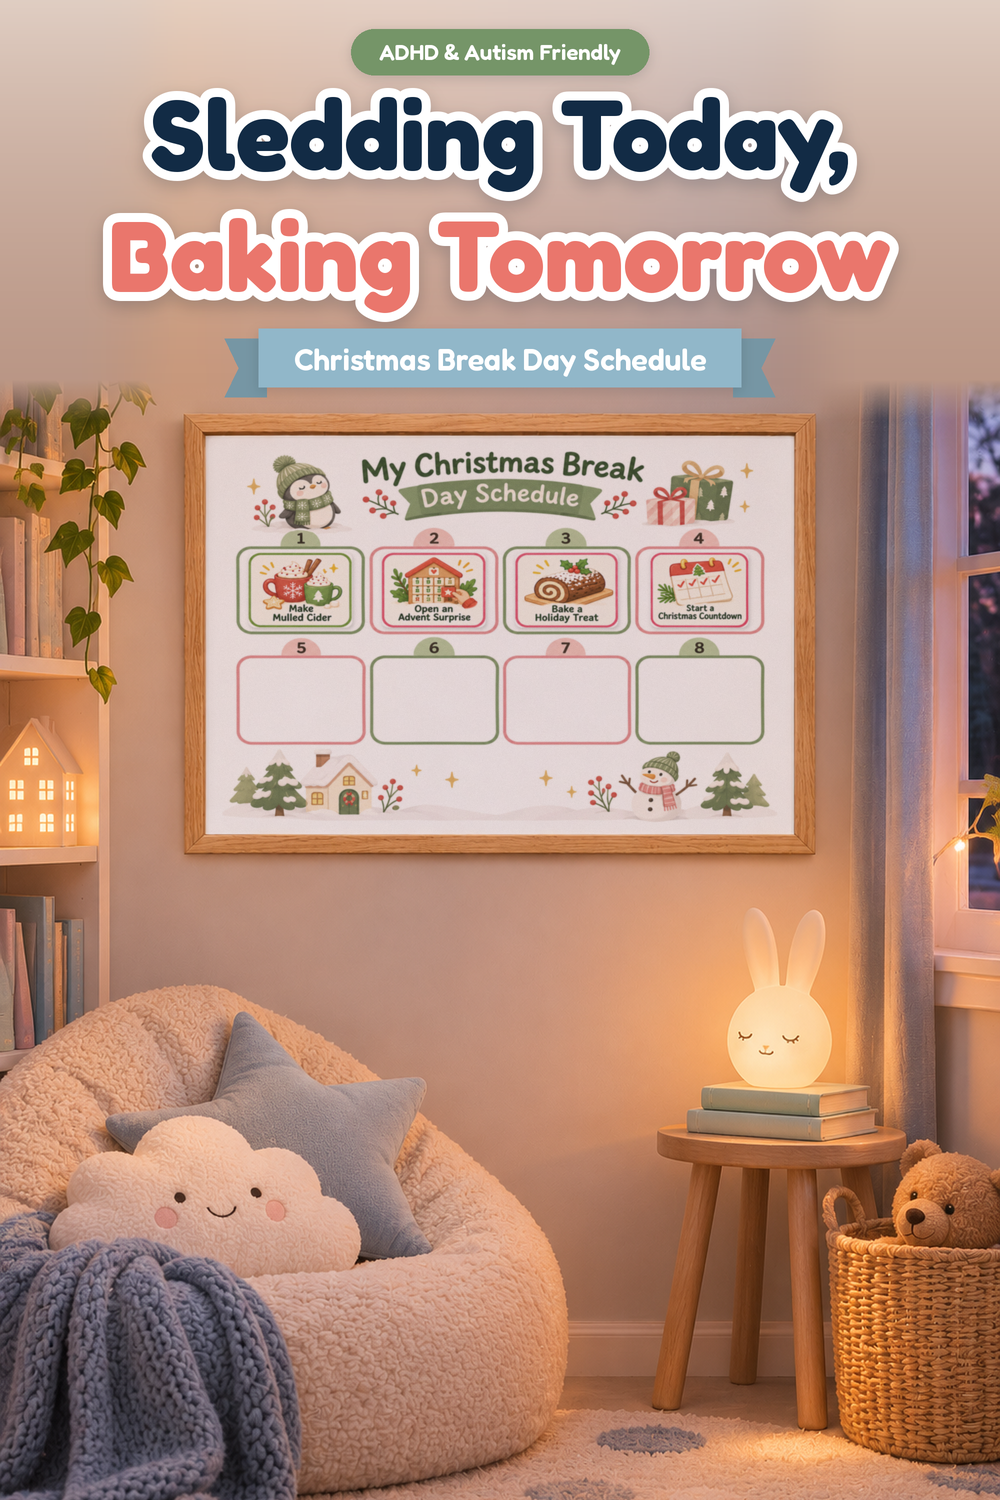 ADHD & Autism Friendly
Sledding Today,
Baking Tomorrow
Christmas Break Day Schedule
My Christmas Break
Day Schedule
1
2
3
4
Make
Mulled Cider
Open an
Advent Surprise
Bake a
Holiday Treat
Start a
Christmas Countdown
5
6
7
8